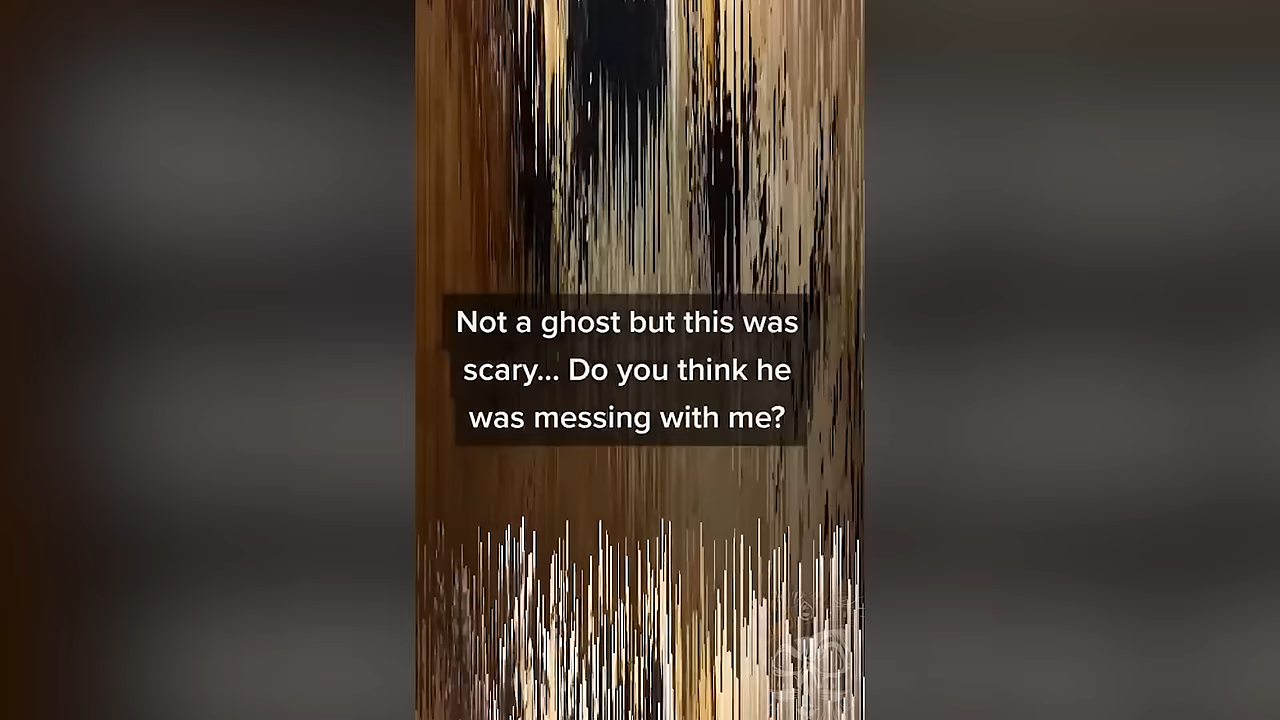 Not a ghost but this was
scary... Do you think he
was messing with me?